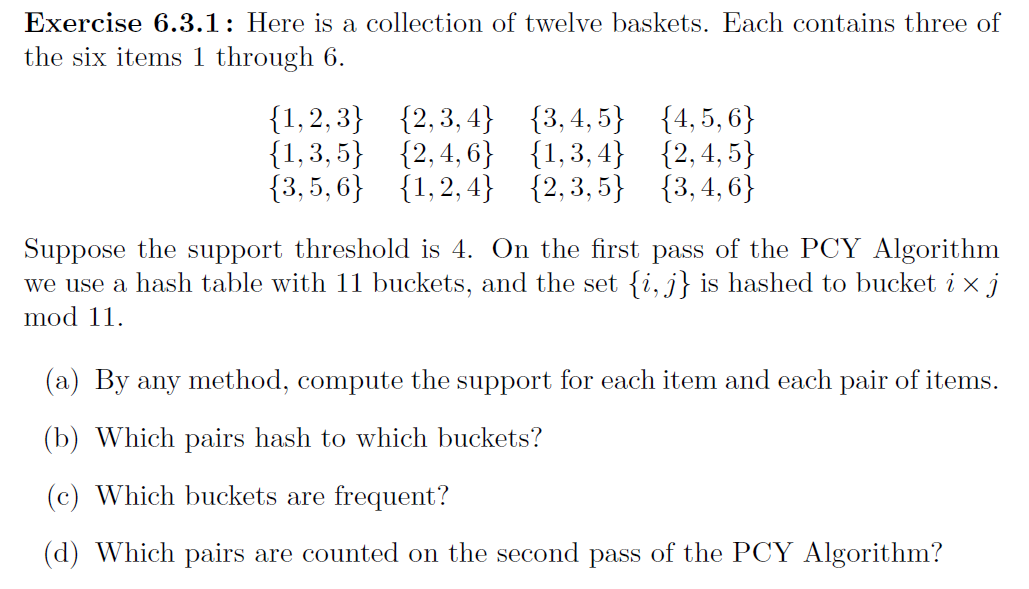 Exercise 6.3.1: Here is a collection of twelve baskets. Each contains three of
the six items 1 through 6.
{1, 2, 3} {2, 3, 4} {3, 4, 5} {4, 5, 6}
{1, 3, 5} {2, 4, 6} {1, 3, 4} {2, 4, 5}
{3, 5, 6} {1, 2, 4} {2, 3, 5} {3, 4, 6}
Suppose the support threshold is 4. On the first pass of the PCY Algorithm
we use a hash table with 11 buckets, and the set {i, j} is hashed to bucket i × j
mod 11.
(a) By any method, compute the support for each item and each pair of items.
(b) Which pairs hash to which buckets?
(c) Which buckets are frequent?
(d) Which pairs are counted on the second pass of the PCY Algorithm?